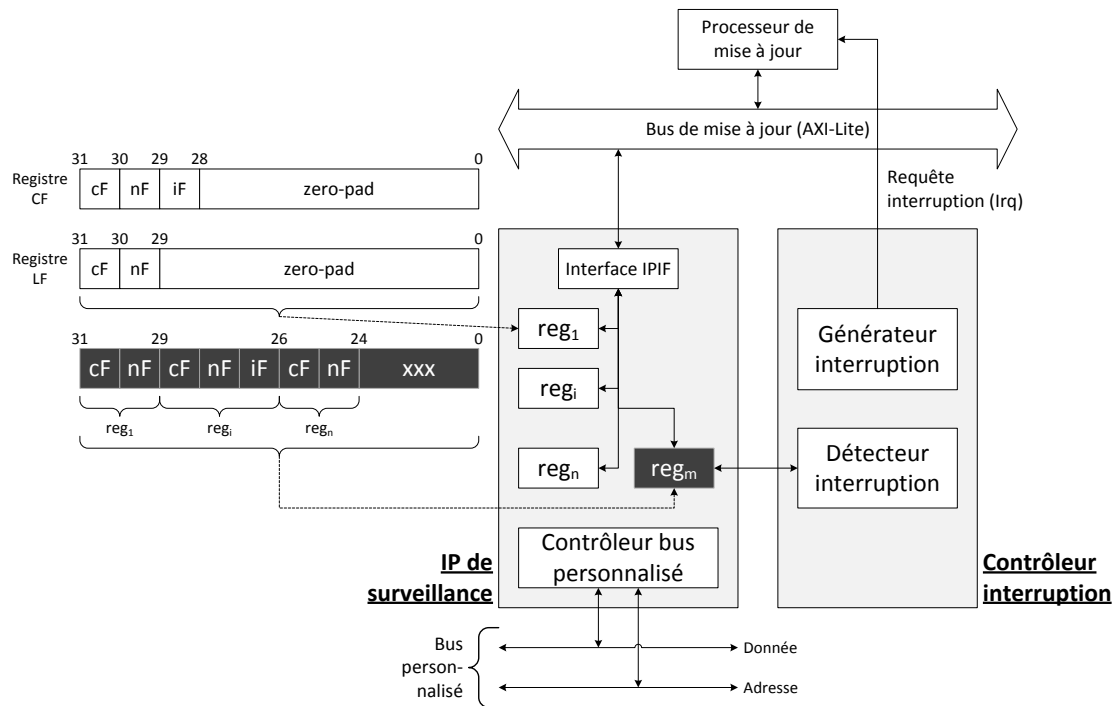 Processeur de
mise à jour
Bus de mise à jour (AXI-Lite)
Requête
interruption (Irq)
31 30 29 28 0
Registre
CF
cF nF iF zero-pad
31 30 29 0
Registre
LF
cF nF zero-pad
31 29 26 24 0
cF nF cF nF iF cF nF xxx
reg1 regi regn
Interface IPIF
reg1
regi
regn
regm
Contrôleur bus
personnalisé
IP de
surveillance
Générateur
interruption
Détecteur
interruption
Contrôleur
interruption
Bus
person-
nalisé
Donnée
Adresse